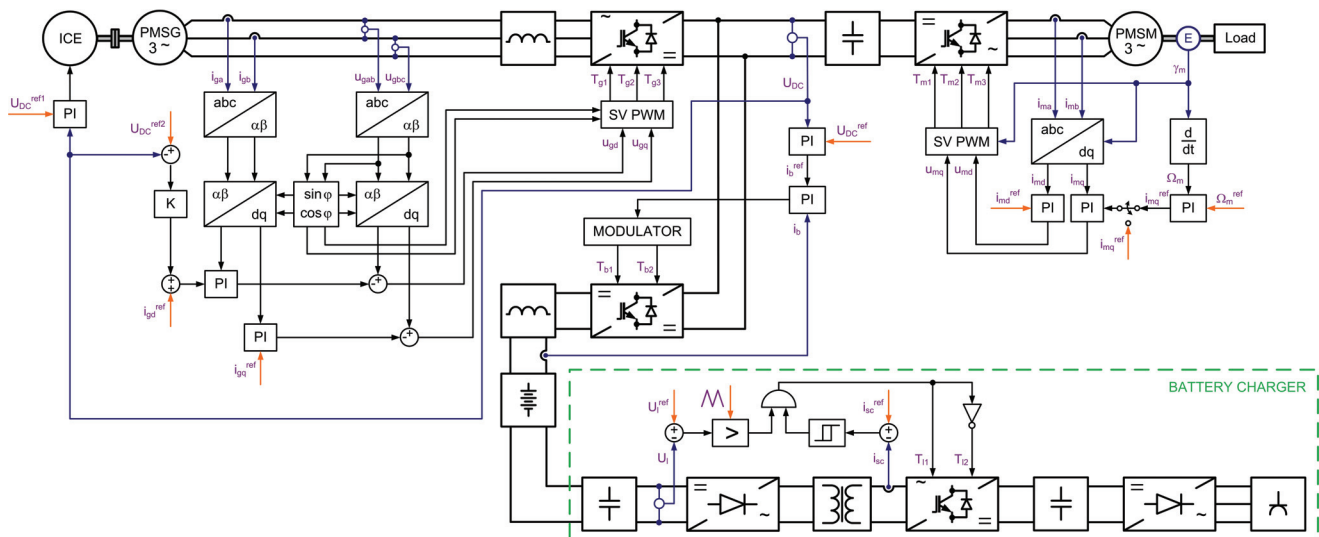 ICE
PMSG
3 ~
~
=
=
~
PMSM
3 ~
E
Load
i_ga
i_gb
u_gab
u_gbc
T_g1
T_g2
T_g3
U_DC
T_m1
T_m2
T_m3
i_ma
i_mb
γ_m
U_DC^ref1
PI
abc
αβ
abc
αβ
SV PWM
SV PWM
abc
dq
d
dt
U_DC^ref2
- +
u_gd
u_gq
PI
U_DC^ref
i_b^ref
u_mq
u_md
i_md
i_mq
Ω_m
K
αβ
dq
sinφ
cosφ
αβ
dq
PI
i_b
i_md^ref
PI
PI
i_mq^ref
PI
Ω_m^ref
i_mq^ref
MODULATOR
T_b1
T_b2
+
+
i_gd^ref
PI
- +
=
=
PI
- +
i_gq^ref
BATTERY CHARGER
U_l^ref
i_sc^ref
+
-
>
+
-
U_l
i_sc
T_l1
T_l2
=
~
~
=
=
~